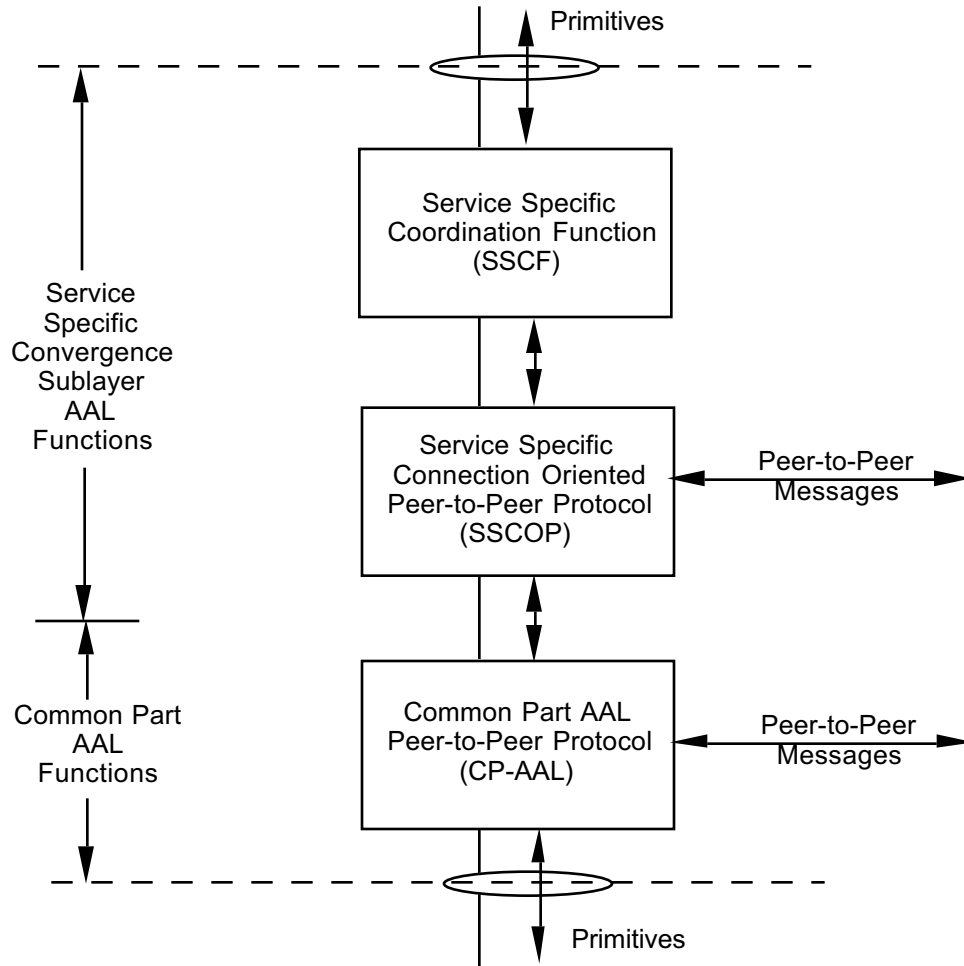 Primitives
Service Specific
Coordination Function
(SSCF)
Service
Specific
Convergence
Sublayer
AAL
Functions
Service Specific
Connection Oriented
Peer-to-Peer Protocol
(SSCOP)
Peer-to-Peer
Messages
Common Part
AAL
Functions
Common Part AAL
Peer-to-Peer Protocol
(CP-AAL)
Peer-to-Peer
Messages
Primitives